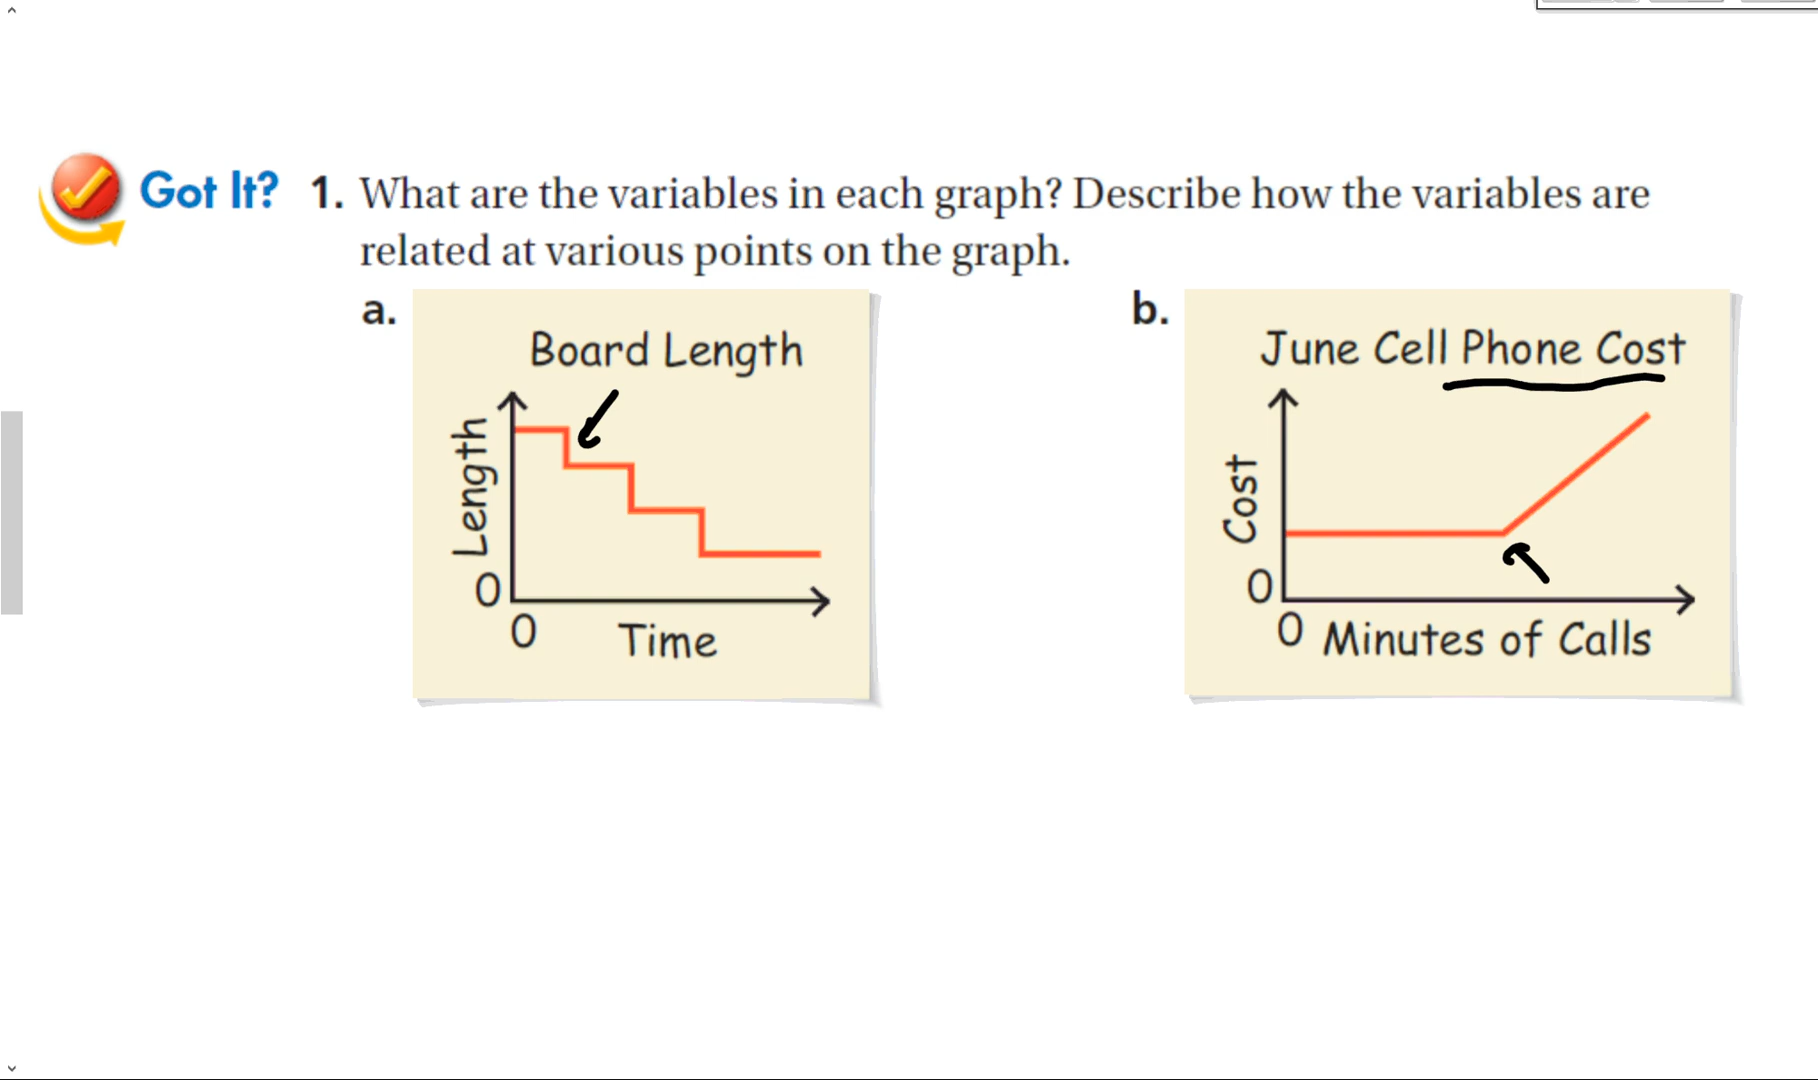 Got It? 1. What are the variables in each graph? Describe how the variables are
related at various points on the graph.
a.
Board Length
Length
0
0
Time
b.
June Cell Phone Cost
Cost
0
0 Minutes of Calls